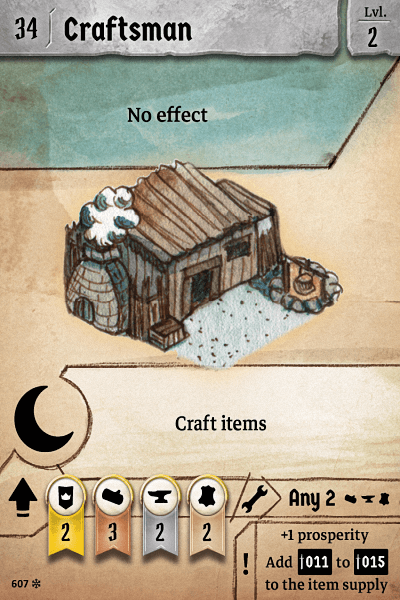 34 Craftsman
Lvl.
2
No effect
Craft items
2 3 2 2
Any 2
+1 prosperity
! Add 011 to 015
to the item supply
607